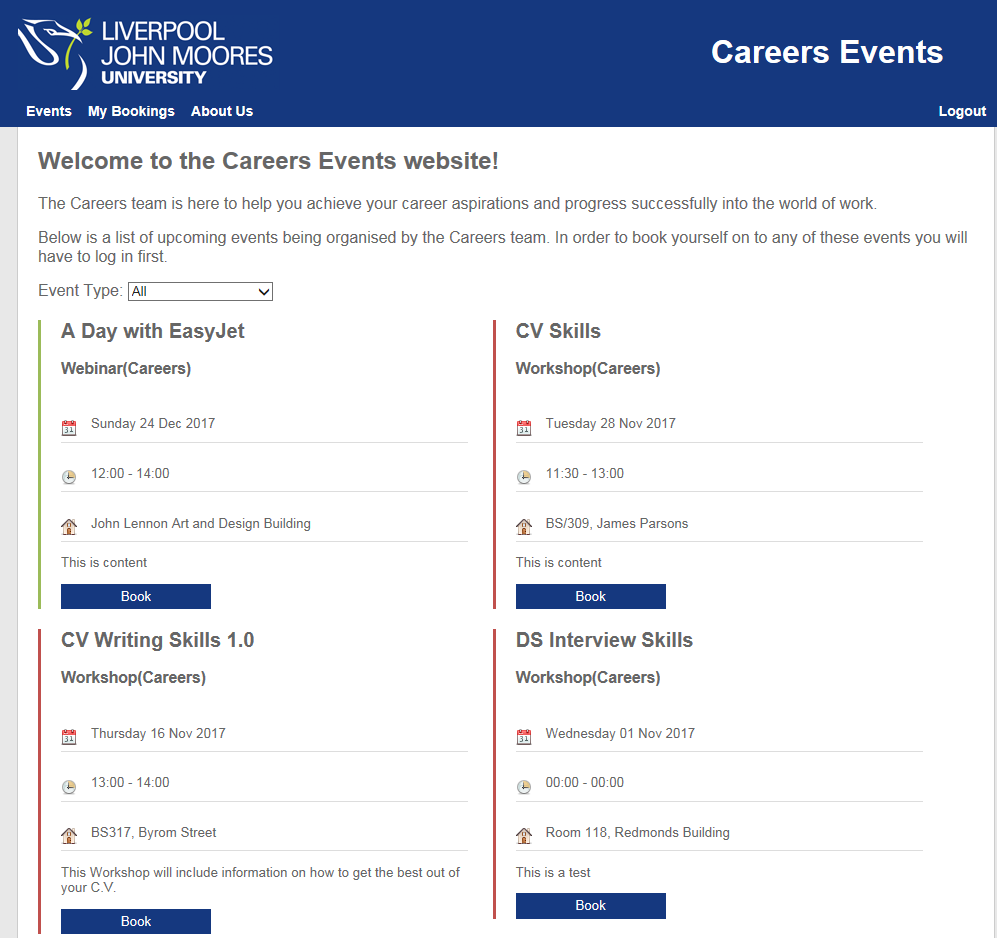 LIVERPOOL
JOHN MOORES
UNIVERSITY
Careers Events
Events My Bookings About Us Logout
Welcome to the Careers Events website!
The Careers team is here to help you achieve your career aspirations and progress successfully into the world of work.
Below is a list of upcoming events being organised by the Careers team. In order to book yourself on to any of these events you will
have to log in first.
Event Type: All
A Day with EasyJet
Webinar(Careers)
31 Sunday 24 Dec 2017
12:00 - 14:00
John Lennon Art and Design Building
This is content
Book
CV Skills
Workshop(Careers)
31 Tuesday 28 Nov 2017
11:30 - 13:00
BS/309, James Parsons
This is content
Book
CV Writing Skills 1.0
Workshop(Careers)
31 Thursday 16 Nov 2017
13:00 - 14:00
BS317, Byrom Street
This Workshop will include information on how to get the best out of
your C.V.
Book
DS Interview Skills
Workshop(Careers)
31 Wednesday 01 Nov 2017
00:00 - 00:00
Room 118, Redmonds Building
This is a test
Book